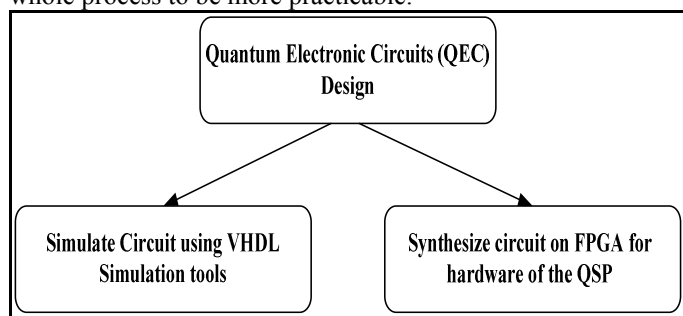 whole process to be more practicable.
Quantum Electronic Circuits (QEC)
Design
Simulate Circuit using VHDL
Simulation tools
Synthesize circuit on FPGA for
hardware of the QSP